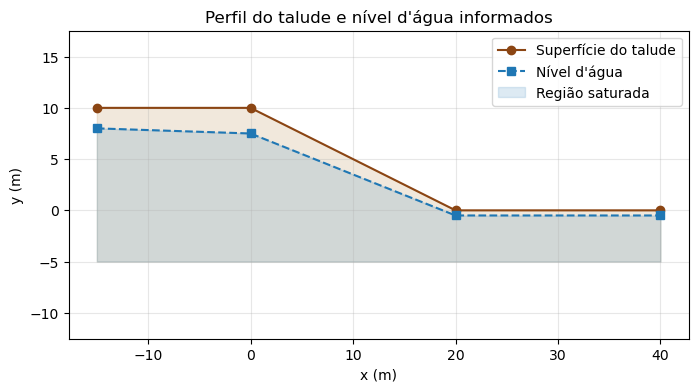 Perfil do talude e nível d'água informados
Superfície do talude
Nível d'água
Região saturada
y (m)
15
10
5
0
−5
−10
−10
0
10
20
30
40
x (m)